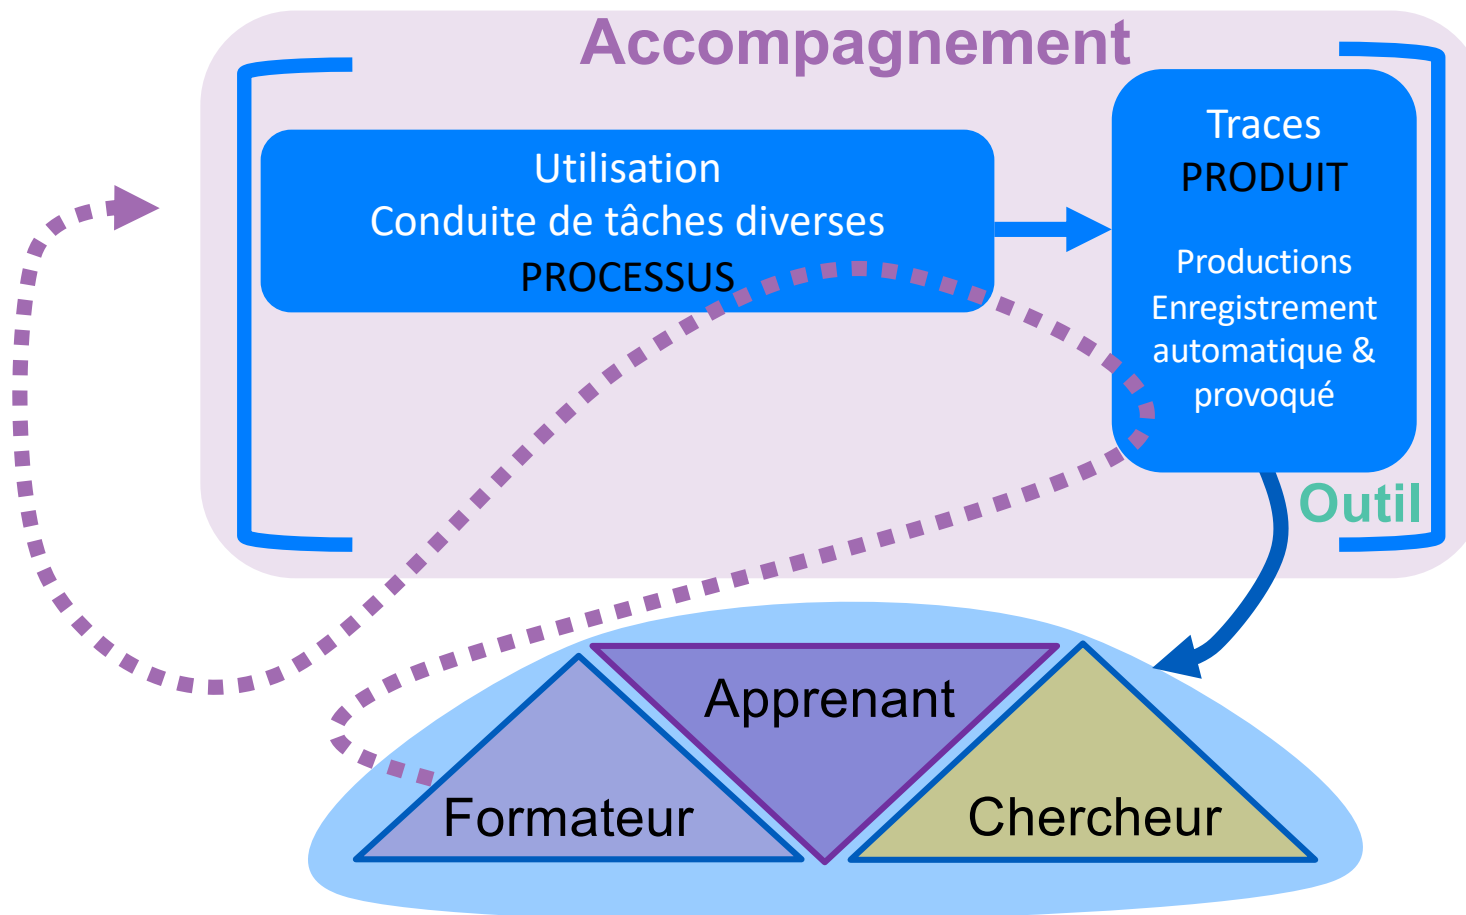 Accompagnement
Utilisation
Conduite de tâches diverses
PROCESSUS
Traces
PRODUIT
Productions
Enregistrement
automatique &
provoqué
Outil
Apprenant
Formateur
Chercheur